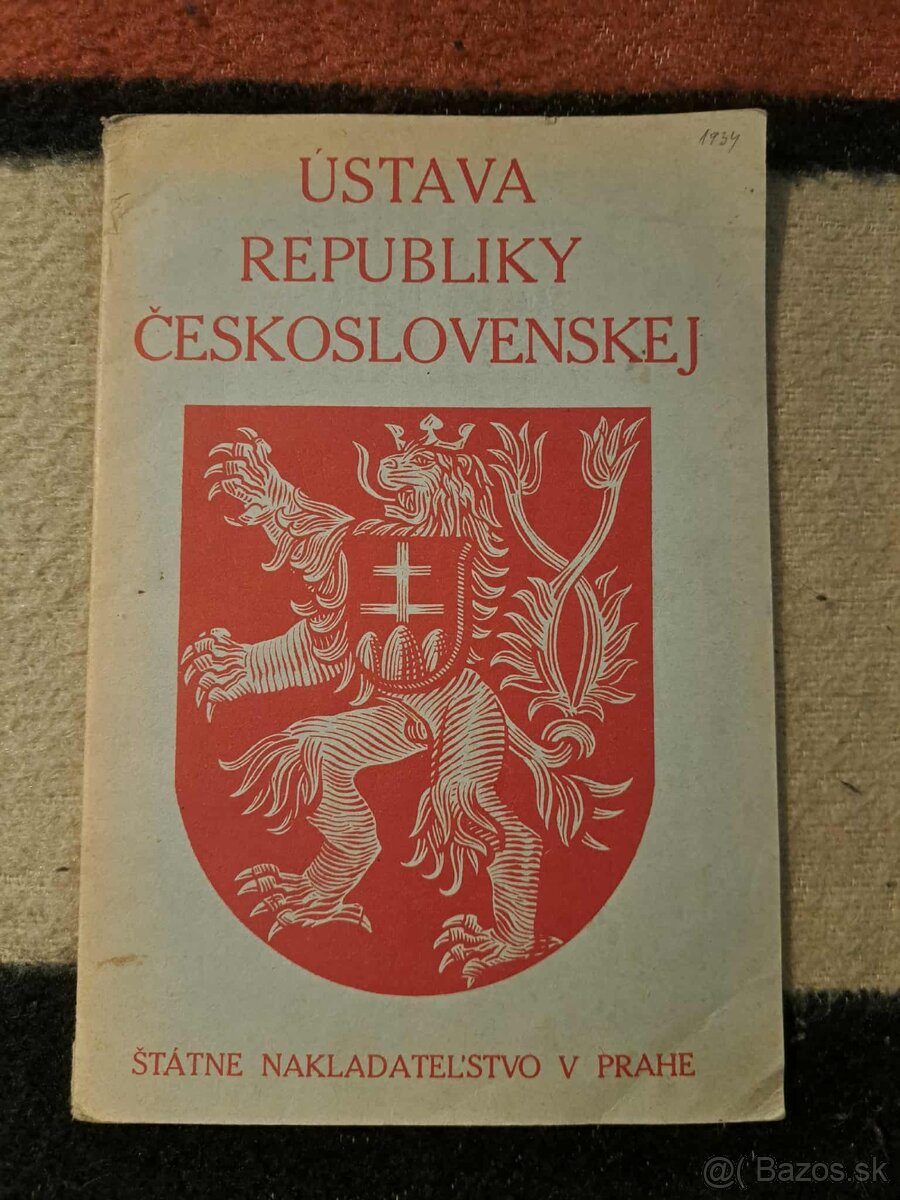 1934
ÚSTAVA
REPUBLIKY
ČESKOSLOVENSKEJ
ŠTÁTNE NAKLADATEĽSTVO V PRAHE
@( Bazos.sk